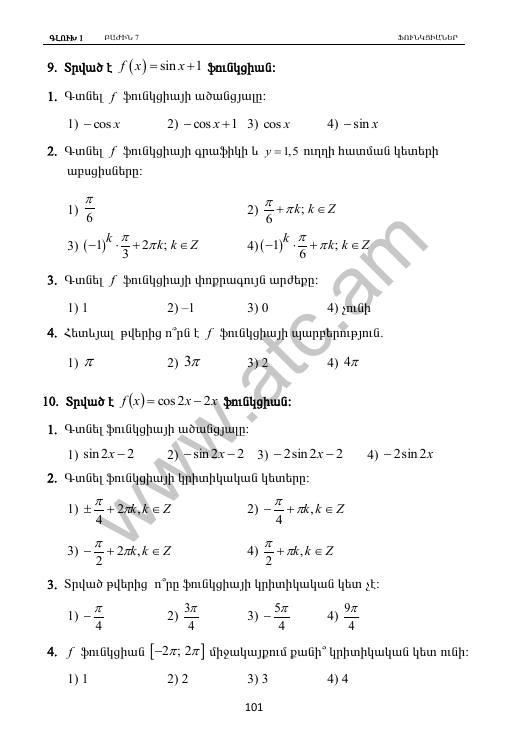 ԳԼՈՒԽ 1 ԲԱԺԻՆ 7 ՖՈՒՆԿՑԻԱՆԵՐ
9. Տրված է f(x) = sin x + 1 ֆունկցիան:
1. Գտնել f ֆունկցիայի ածանցյալը:
1) − cos x 2) − cos x + 1 3) cos x 4) − sin x
2. Գտնել f ֆունկցիայի գրաֆիկի և y = 1,5 ուղղի հատման կետերի
աբսցիսները:
1) π/6 2) π/6 + πk; k ∈ Z
3) (−1)^k · π/3 + 2πk; k ∈ Z 4) (−1)^k · π/6 + πk; k ∈ Z
3. Գտնել f ֆունկցիայի փոքրագույն արժեքը:
1) 1 2) −1 3) 0 4) չունի
4. Հետևյալ թվերից ո՞րն է f ֆունկցիայի պարբերություն.
1) π 2) 3π 3) 2 4) 4π
10. Տրված է f(x) = cos 2x − 2x ֆունկցիան:
1. Գտնել ֆունկցիայի ածանցյալը:
1) sin 2x − 2 2) − sin 2x − 2 3) − 2 sin 2x − 2 4) − 2 sin 2x
2. Գտնել ֆունկցիայի կրիտիկական կետերը:
1) ± π/4 + 2πk, k ∈ Z 2) − π/4 + πk, k ∈ Z
3) − π/2 + 2πk, k ∈ Z 4) π/2 + πk, k ∈ Z
3. Տրված թվերից ո՞րը ֆունկցիայի կրիտիկական կետ չէ:
1) − π/4 2) 3π/4 3) − 5π/4 4) 9π/4
4. f ֆունկցիան [−2π; 2π] միջակայքում քանի՞ կրիտիկական կետ ունի:
1) 1 2) 2 3) 3 4) 4
101
www.atc.am